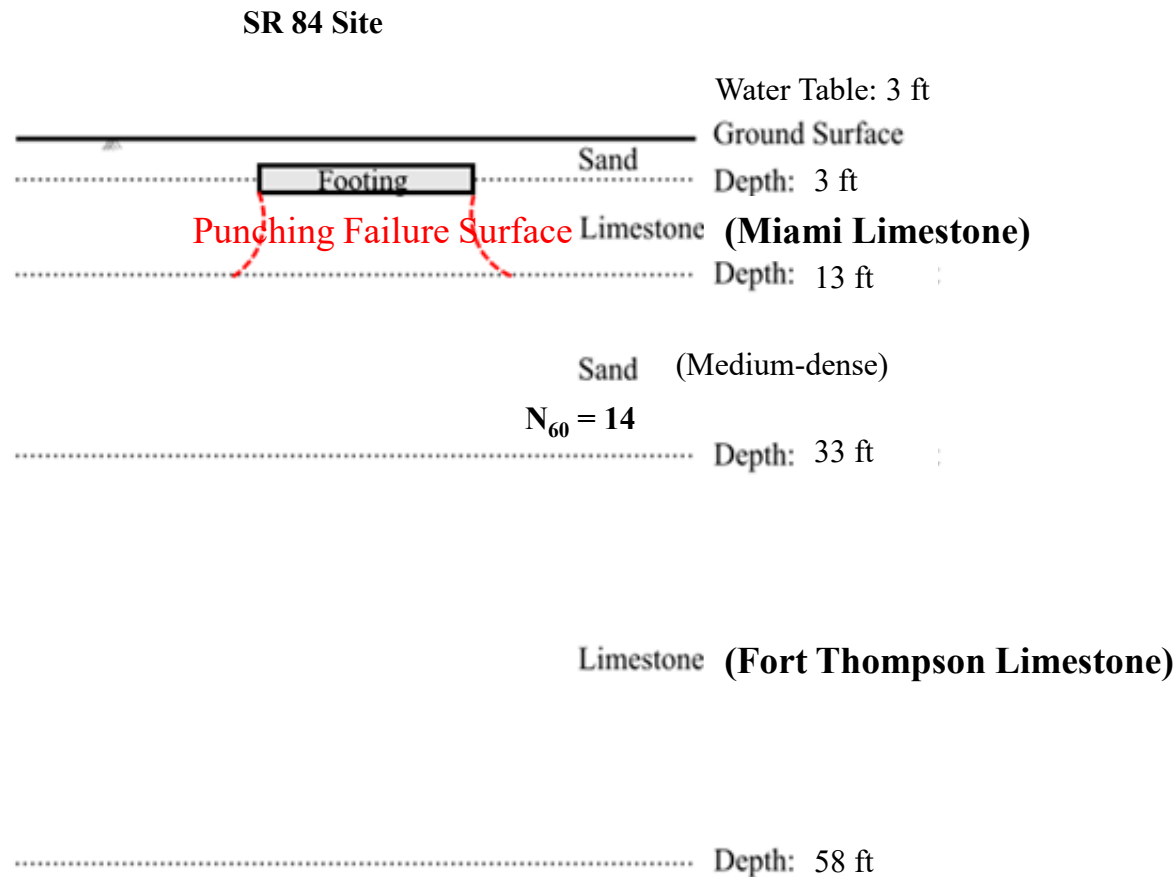 SR 84 Site
Water Table: 3 ft
Ground Surface
Sand
Footing
Depth: 3 ft
Punching Failure Surface Limestone (Miami Limestone)
Depth: 13 ft
Sand (Medium-dense)
N₆₀ = 14
Depth: 33 ft
Limestone (Fort Thompson Limestone)
Depth: 58 ft